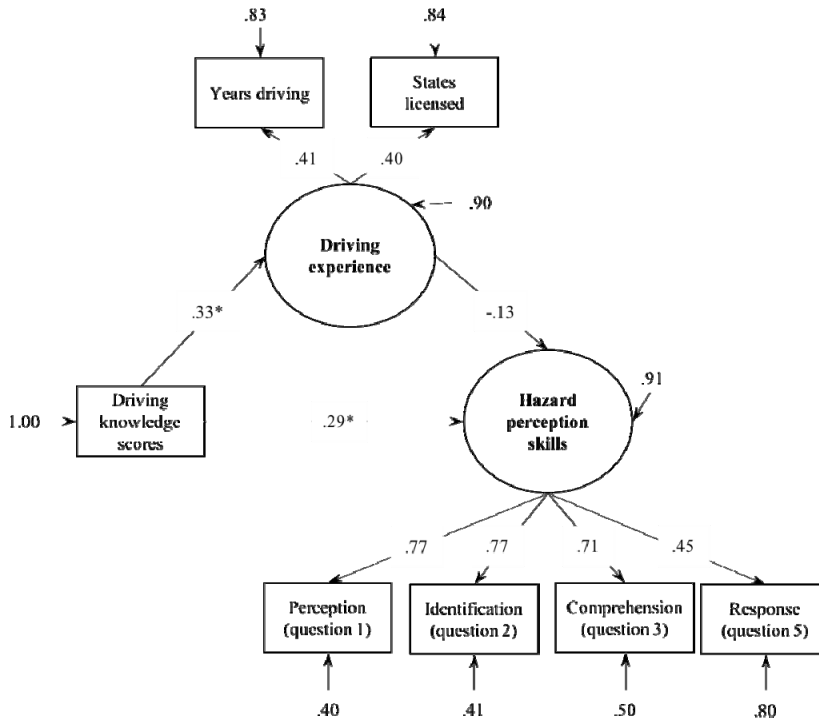 .83
.84
Years driving
States
licensed
.41
.40
.90
Driving
experience
.33*
-.13
.91
1.00
Driving
knowledge
scores
.29*
Hazard
perception
skills
.77
.77
.71
.45
Perception
(question 1)
Identification
(question 2)
Comprehension
(question 3)
Response
(question 5)
.40
.41
.50
.80